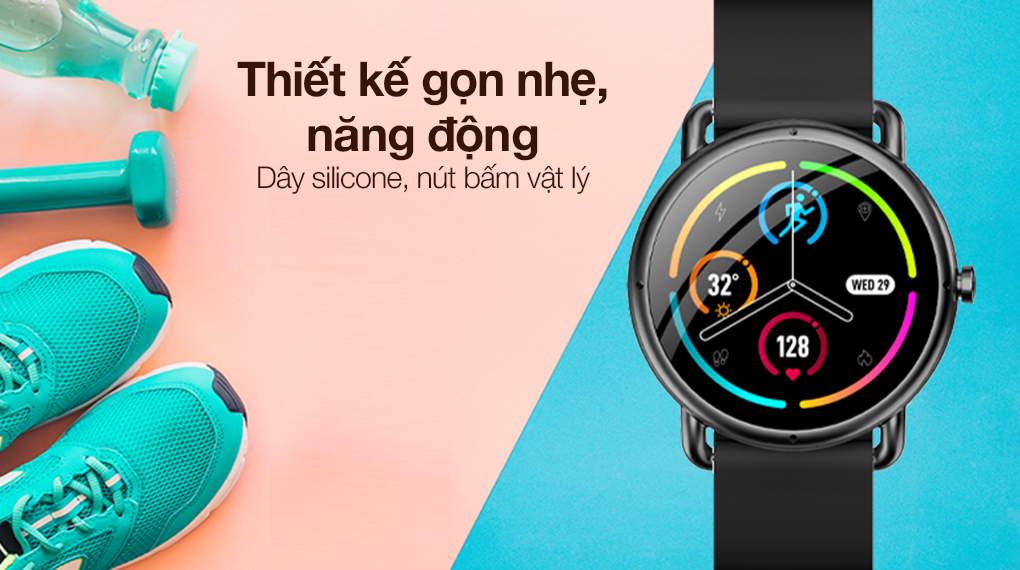 Thiết kế gọn nhẹ,
năng động
Dây silicone, nút bấm vật lý
32°
WED 29
128